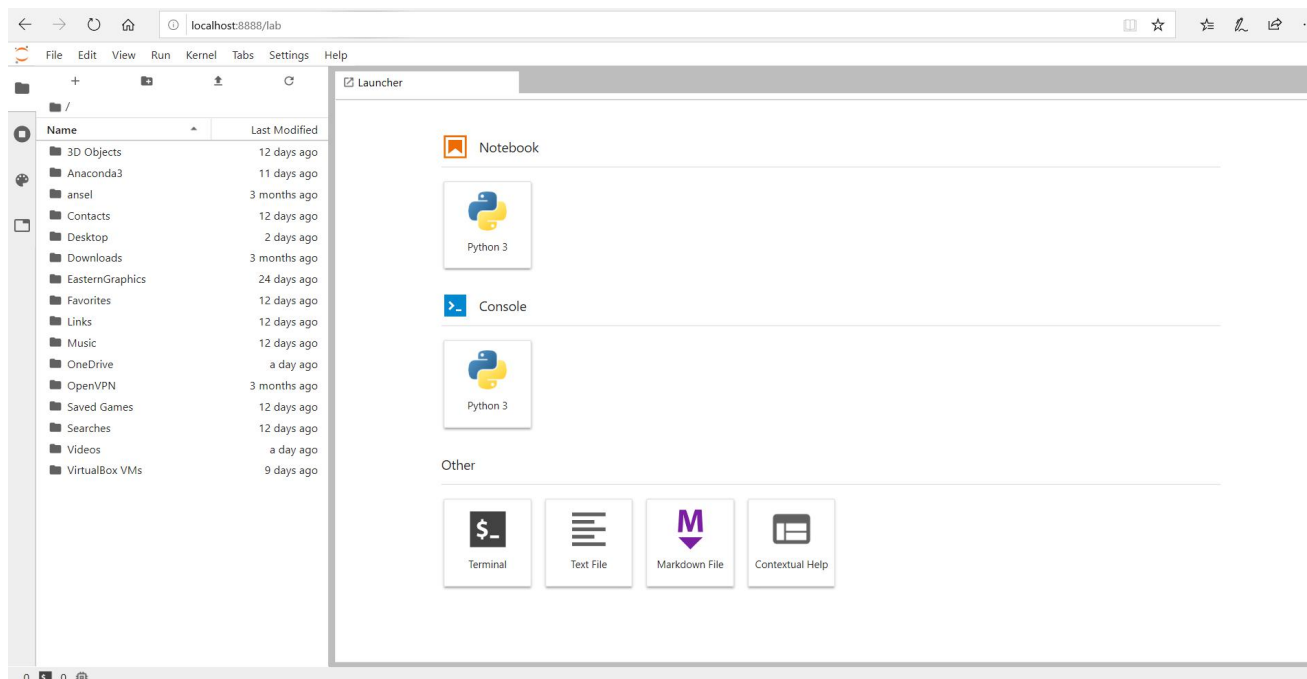 localhost:8888/lab
File Edit View Run Kernel Tabs Settings Help
Launcher
/
Name Last Modified
3D Objects 12 days ago
Anaconda3 11 days ago
ansel 3 months ago
Contacts 12 days ago
Desktop 2 days ago
Downloads 3 months ago
EasternGraphics 24 days ago
Favorites 12 days ago
Links 12 days ago
Music 12 days ago
OneDrive a day ago
OpenVPN 3 months ago
Saved Games 12 days ago
Searches 12 days ago
Videos a day ago
VirtualBox VMs 9 days ago
Notebook
Python 3
>_ Console
Python 3
Other
$_ M
Terminal Text File Markdown File Contextual Help
0 $_ 0